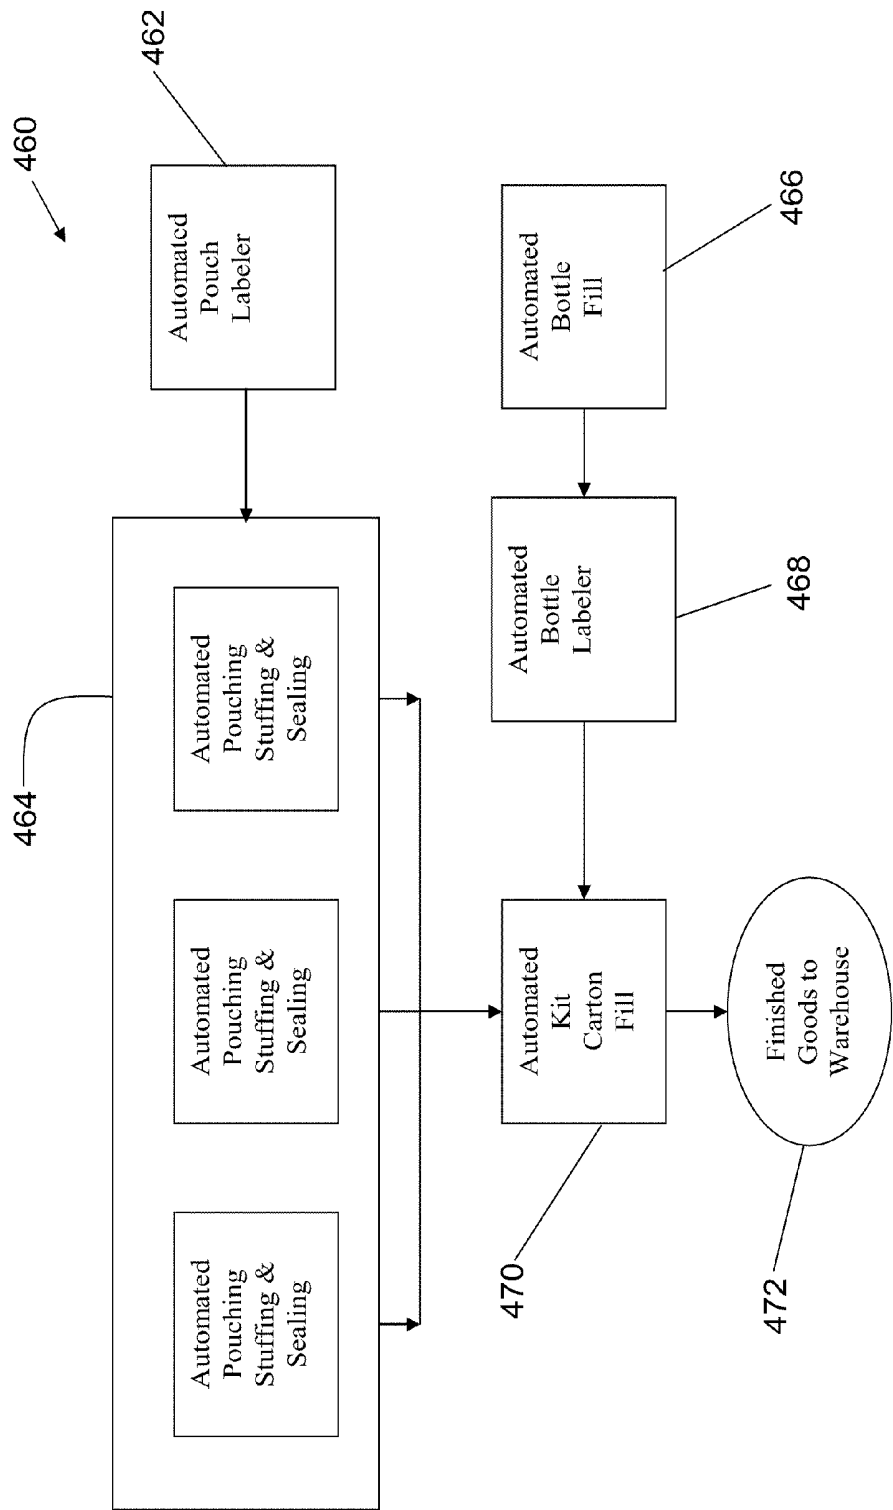 460
464
462
Automated
Pouching
Stuffing &
Sealing
Automated
Pouching
Stuffing &
Sealing
Automated
Pouching
Stuffing &
Sealing
Automated
Pouch
Labeler
Automated
Kit
Carton
Fill
Automated
Bottle
Labeler
Automated
Bottle
Fill
470
468
466
Finished
Goods to
Warehouse
472